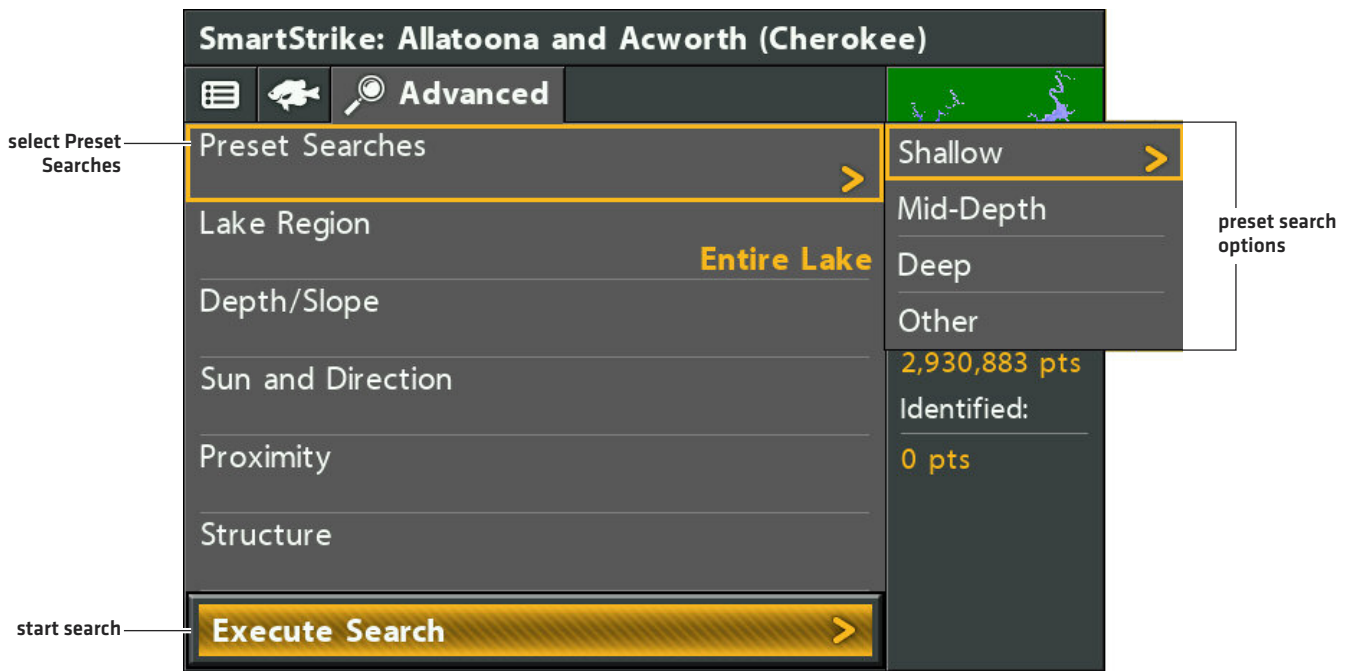 SmartStrike: Allatoona and Acworth (Cherokee)
Advanced
select Preset
Searches
Preset Searches
Lake Region
Entire Lake
Depth/Slope
Sun and Direction
Proximity
Structure
start search
Execute Search
Shallow
Mid-Depth
Deep
Other
preset search
options
2,930,883 pts
Identified:
0 pts